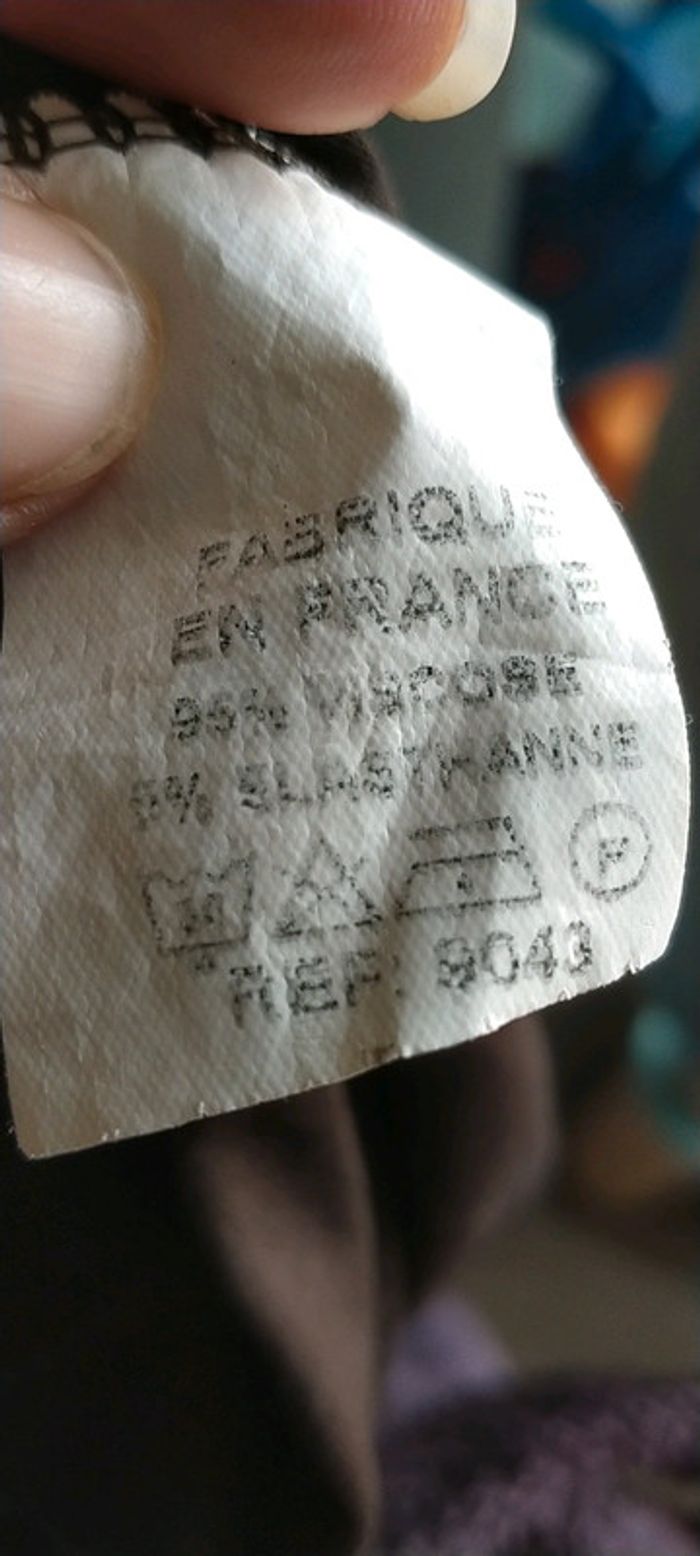 FABRIQUE
EN FRANCE
95% VISCOSE
5% ELASTHANNE
P
REF: 9043